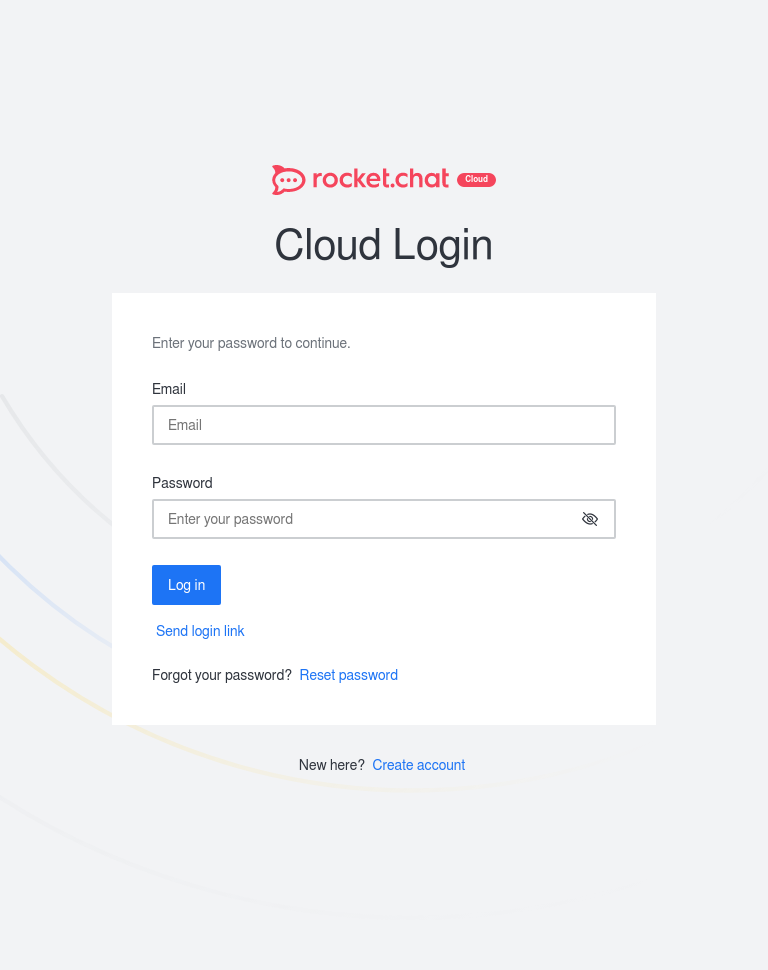 rocket.chat Cloud
Cloud Login
Enter your password to continue.
Email
Email
Password
Enter your password
Log in
Send login link
Forgot your password? Reset password
New here? Create account